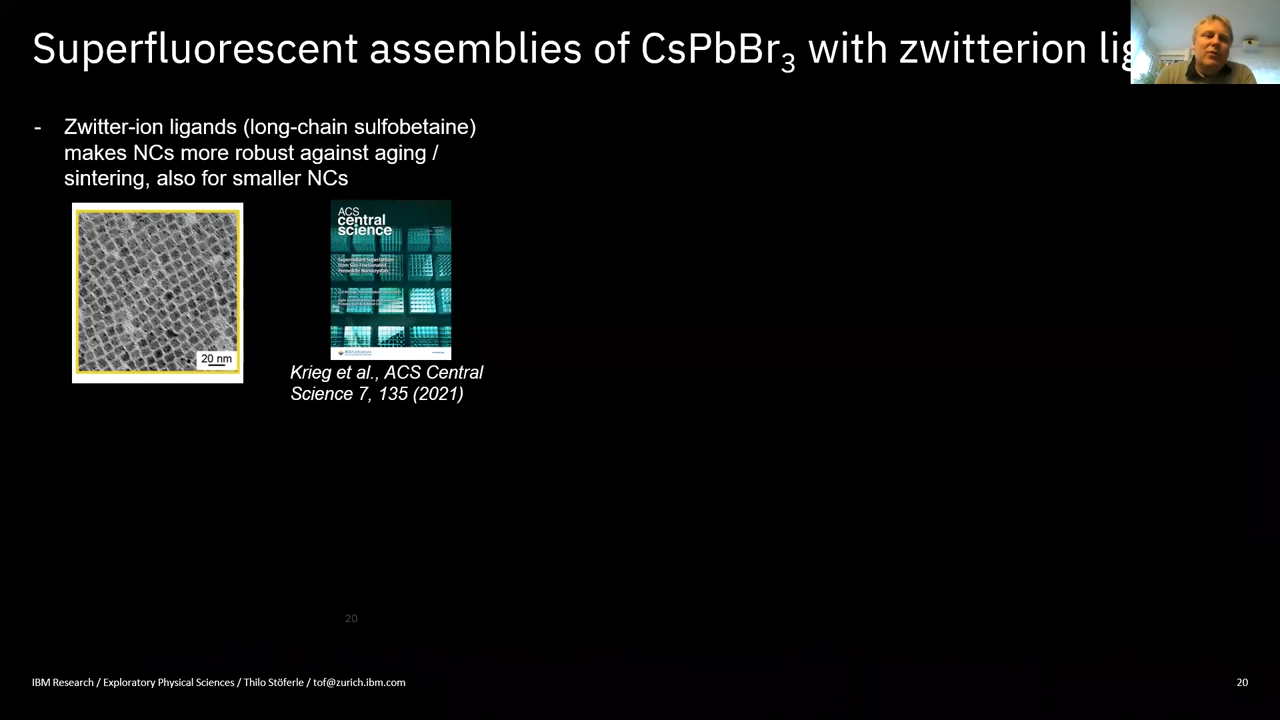 Superfluorescent assemblies of CsPbBr3 with zwitterion lig
- Zwitter-ion ligands (long-chain sulfobetaine)
makes NCs more robust against aging /
sintering, also for smaller NCs
20 nm
ACS
central
science
Krieg et al., ACS Central
Science 7, 135 (2021)
20
IBM Research / Exploratory Physical Sciences / Thilo Stöferle / tof@zurich.ibm.com
20